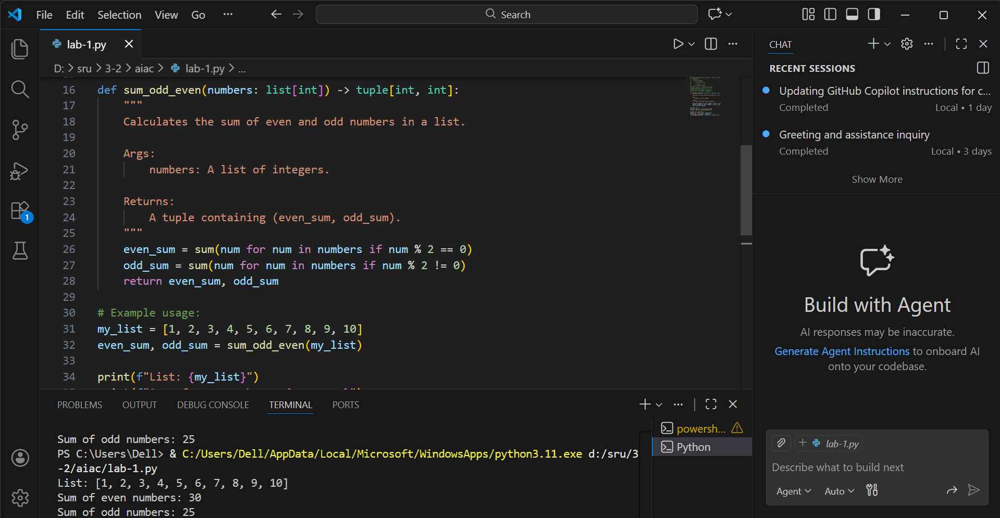 File Edit Selection View Go ···
Search
lab-1.py
D: > sru > 3-2 > aiac > lab-1.py > ...
16 def sum_odd_even(numbers: list[int]) -> tuple[int, int]:
17 """
18 Calculates the sum of even and odd numbers in a list.
19
20 Args:
21 numbers: A list of integers.
22
23 Returns:
24 A tuple containing (even_sum, odd_sum).
25 """
26 even_sum = sum(num for num in numbers if num % 2 == 0)
27 odd_sum = sum(num for num in numbers if num % 2 != 0)
28 return even_sum, odd_sum
29
30 # Example usage:
31 my_list = [1, 2, 3, 4, 5, 6, 7, 8, 9, 10]
32 even_sum, odd_sum = sum_odd_even(my_list)
33
34 print(f"List: {my_list}")
1
PROBLEMS OUTPUT DEBUG CONSOLE TERMINAL PORTS
Sum of odd numbers: 25
PS C:\Users\Dell> & C:/Users/Dell/AppData/Local/Microsoft/WindowsApps/python3.11.exe d:/sru/3
-2/aiac/lab-1.py
List: [1, 2, 3, 4, 5, 6, 7, 8, 9, 10]
Sum of even numbers: 30
Sum of odd numbers: 25
powersh...
Python
CHAT
RECENT SESSIONS
Updating GitHub Copilot instructions for c...
Completed Local • 1 day
Greeting and assistance inquiry
Completed Local • 3 days
Show More
Build with Agent
AI responses may be inaccurate.
Generate Agent Instructions to onboard AI
onto your codebase.
lab-1.py
Describe what to build next
Agent Auto